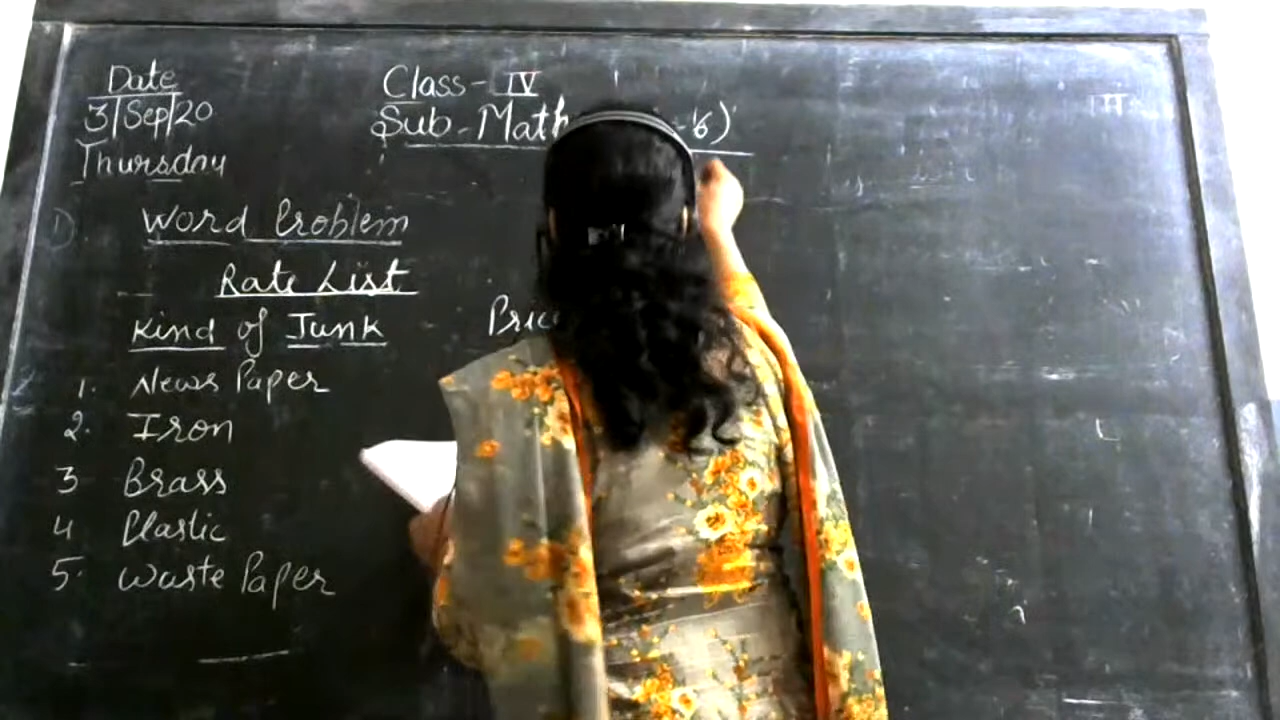 Date
3/Sep/20
Thursday
Class - IV
Sub - Math -6)
Word Problem
Rate List
Kind of Junk
1. News Paper
2. Iron
3 Brass
4 Plastic
5. Waste Paper